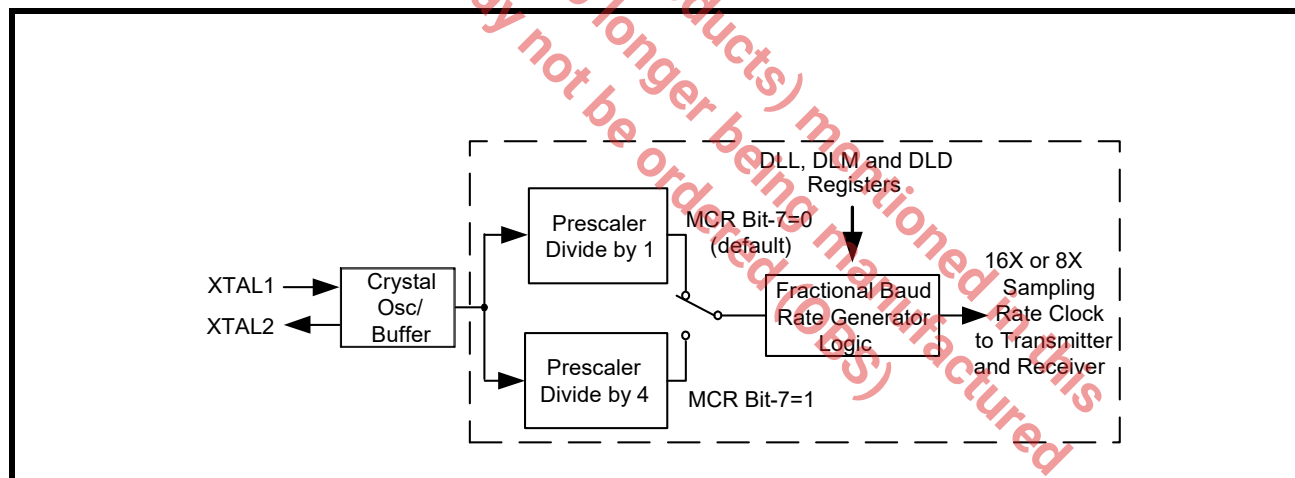 ducts) mentioned in this
o longer being manufactured
ay not be ordered (OBS)
DLL, DLM and DLD
Registers
Prescaler
Divide by 1
MCR Bit-7=0
(default)
XTAL1
XTAL2
Crystal
Osc/
Buffer
Fractional Baud
Rate Generator
Logic
16X or 8X
Sampling
Rate Clock
to Transmitter
and Receiver
Prescaler
Divide by 4
MCR Bit-7=1